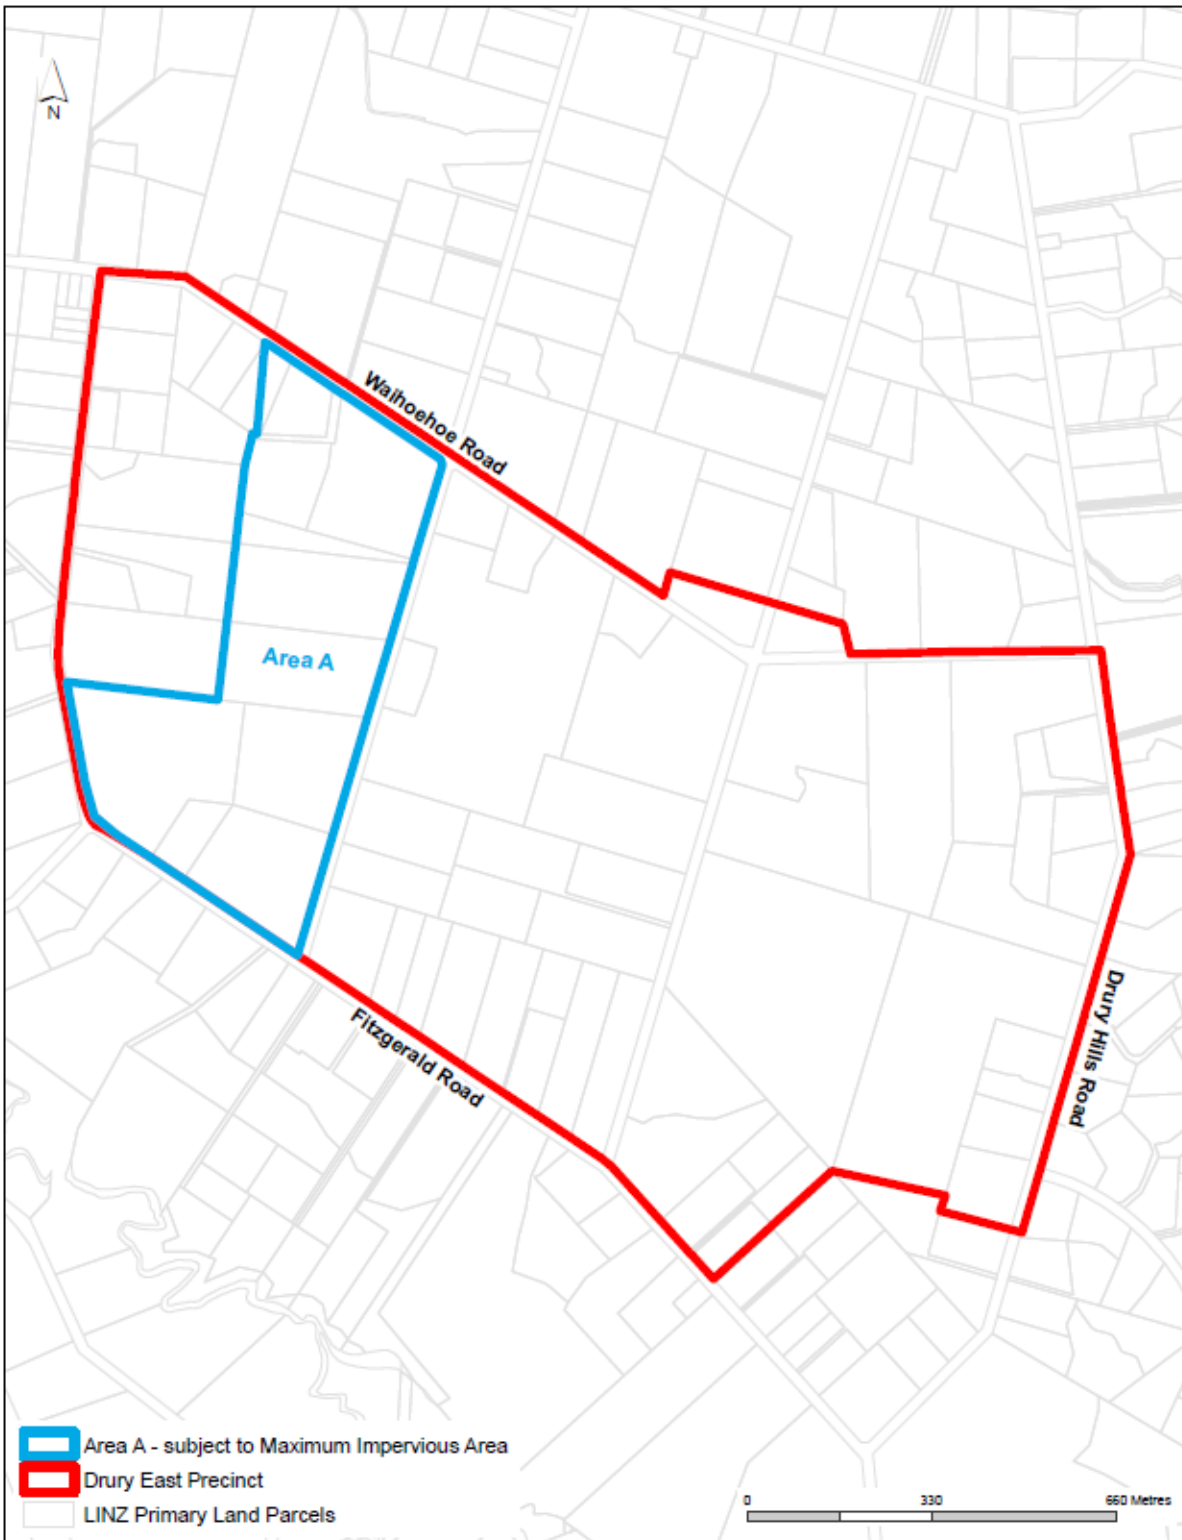 N
Waihoehoe Road
Area A
Drury Hills Road
Fitzgerald Road
Area A - subject to Maximum Impervious Area
Drury East Precinct
LINZ Primary Land Parcels
0 330 660 Metres